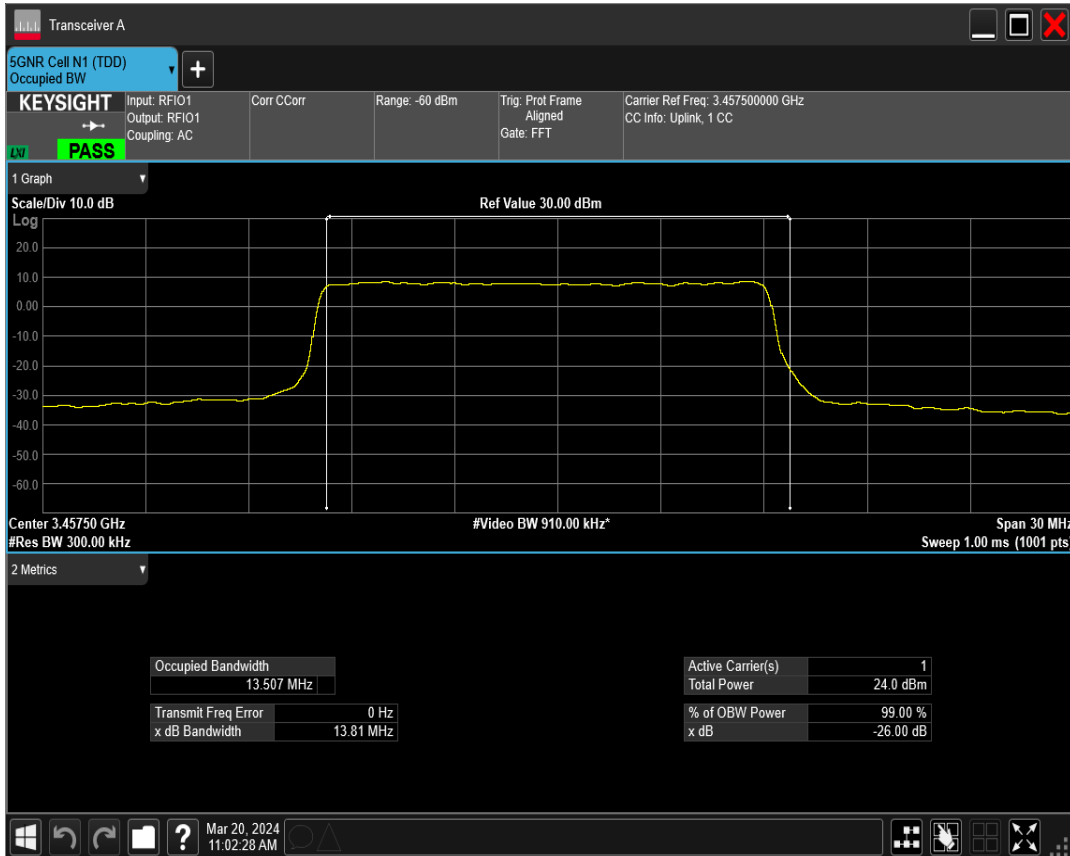 Transceiver A
5GNR Cell N1 (TDD)
Occupied BW
+
KEYSIGHT
LXI
PASS
Input: RFIO1
Output: RFIO1
Coupling: AC
Corr CCorr
Range: -60 dBm
Trig: Prot Frame
Aligned
Gate: FFT
Carrier Ref Freq: 3.457500000 GHz
CC Info: Uplink, 1 CC
1 Graph
Scale/Div 10.0 dB
Ref Value 30.00 dBm
Log
20.0
10.0
0.00
-10.0
-20.0
-30.0
-40.0
-50.0
-60.0
Center 3.45750 GHz
#Video BW 910.00 kHz*
Span 30 MHz
#Res BW 300.00 kHz
Sweep 1.00 ms (1001 pts)
2 Metrics
Occupied Bandwidth
13.507 MHz
Transmit Freq Error 0 Hz
x dB Bandwidth 13.81 MHz
Active Carrier(s) 1
Total Power 24.0 dBm
% of OBW Power 99.00 %
x dB -26.00 dB
?
Mar 20, 2024
11:02:28 AM